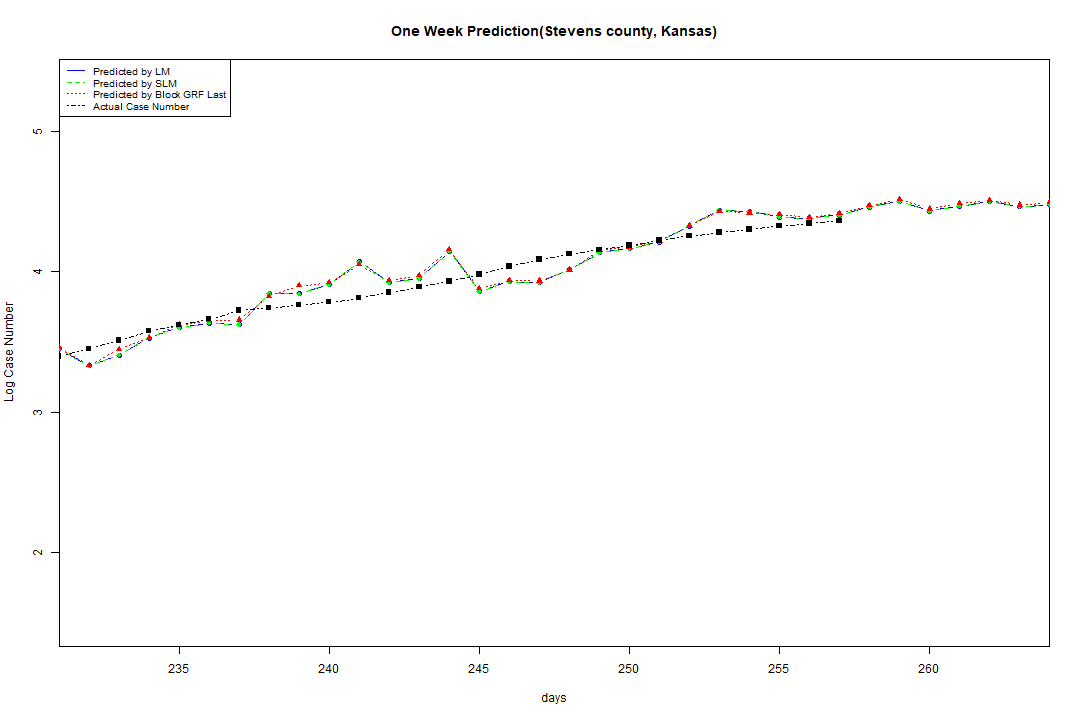 One Week Prediction(Stevens county, Kansas)
Predicted by LM
Predicted by SLM
Predicted by Block GRF Last
Actual Case Number
5
4
3
2
Log Case Number
235 240 245 250 255 260
days